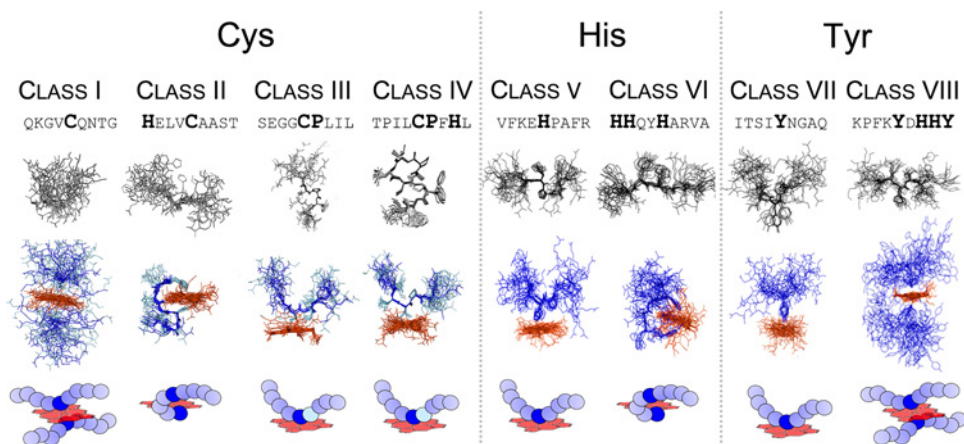 Cys His Tyr
CLASS I CLASS II CLASS III CLASS IV CLASS V CLASS VI CLASS VII CLASS VIII
QKGVCQNTG HELVCAAST SEGGCPLIL TPILCPFHL VFKEHPAFR HHQYHARVA ITSIYNGAQ KPFKYDHHY